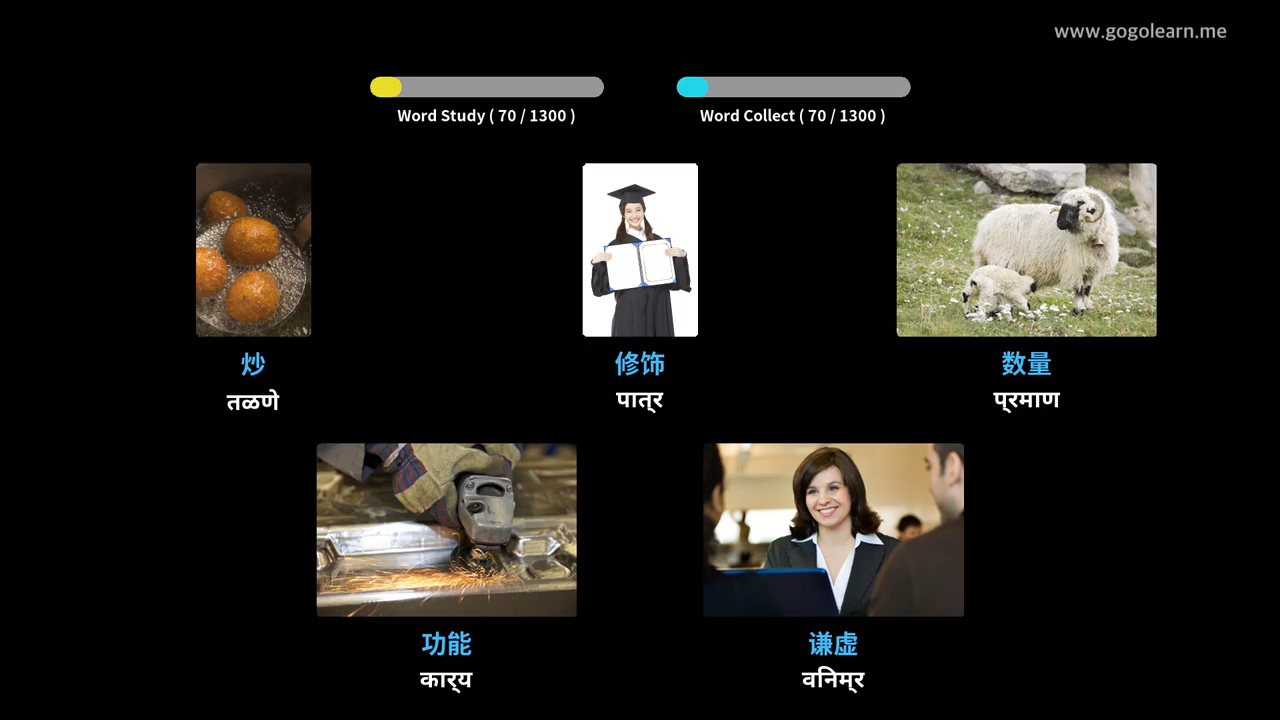 www.gogolearn.me
Word Study ( 70 / 1300 )
Word Collect ( 70 / 1300 )
炒
तळणे
修饰
पात्र
数量
प्रमाण
功能
कार्य
谦虚
वनिम्र